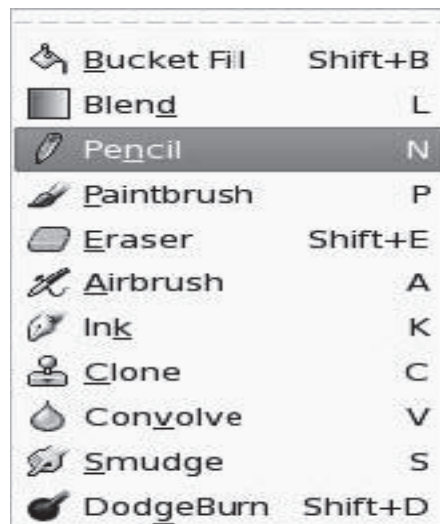 Bucket Fill Shift+B
Blend L
Pencil N
Paintbrush P
Eraser Shift+E
Airbrush A
Ink K
Clone C
Convolve V
Smudge S
DodgeBurn Shift+D